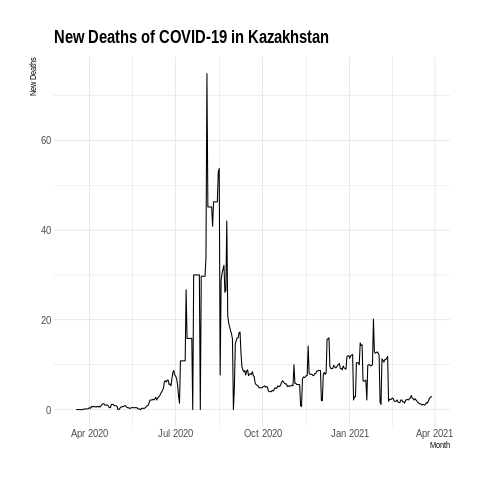 New Deaths of COVID-19 in Kazakhstan
New Deaths
60
40
20
0
Apr 2020
Jul 2020
Oct 2020
Jan 2021
Apr 2021
Month